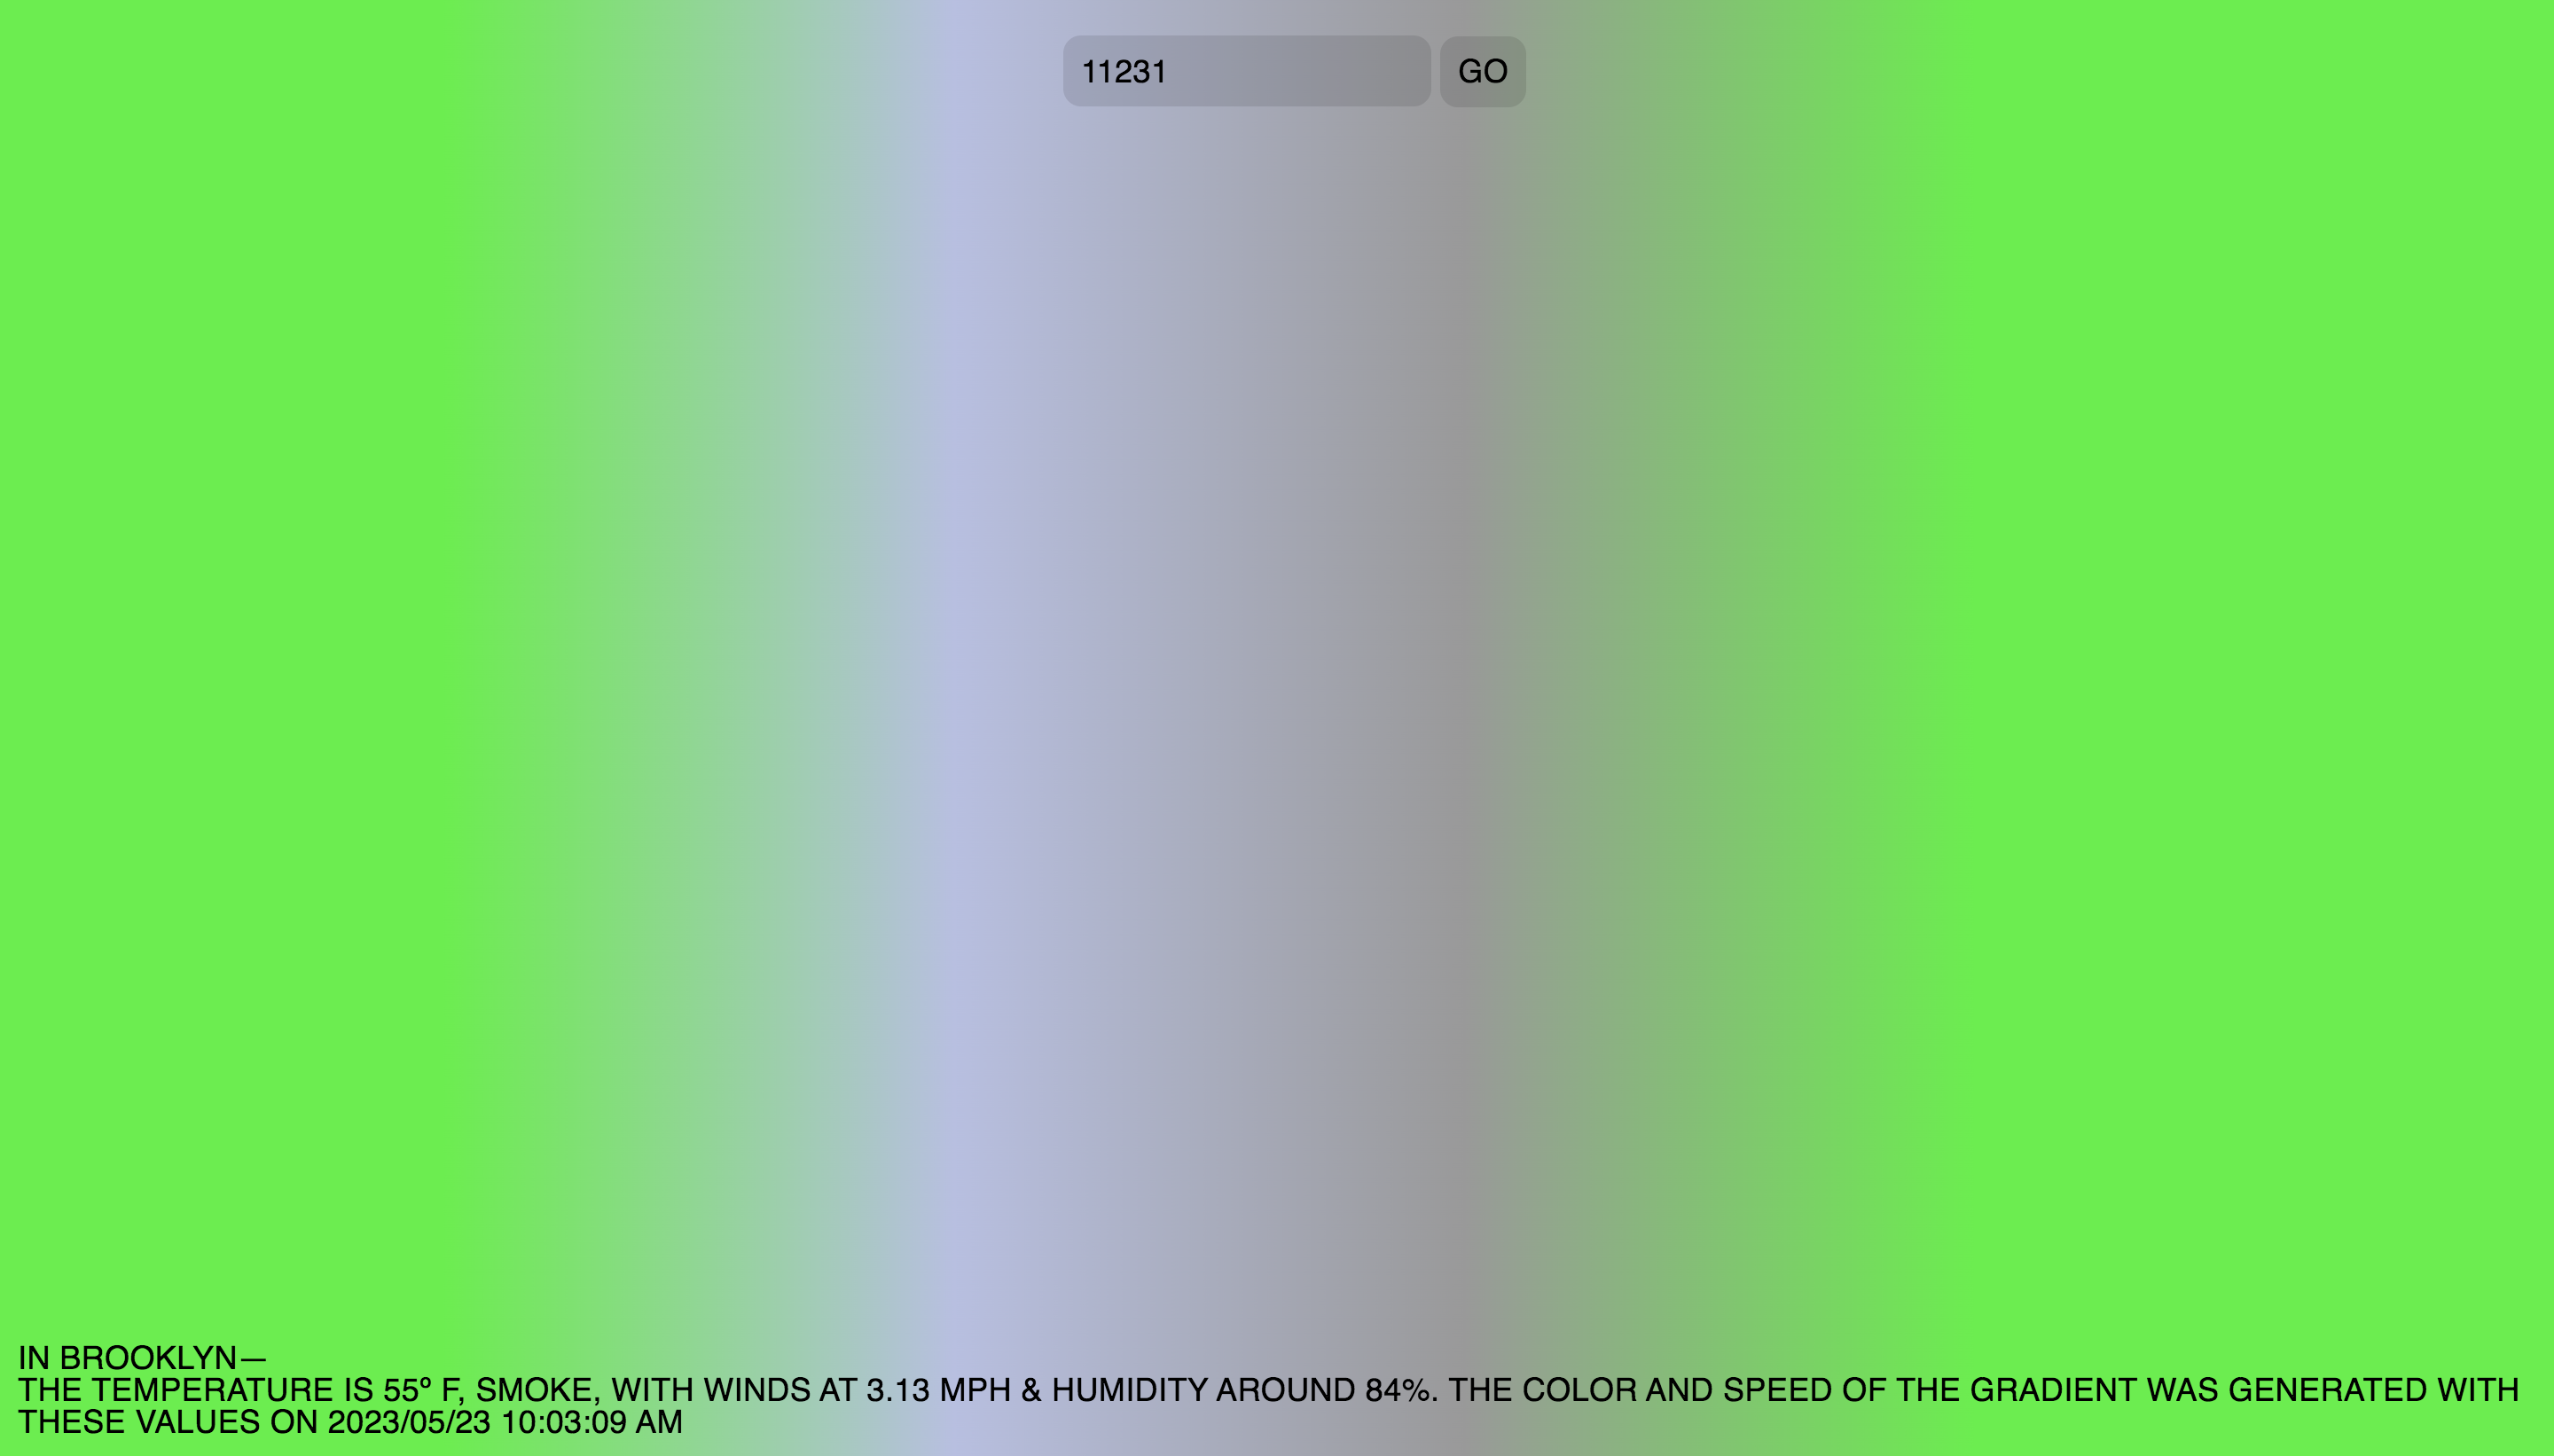 11231 GO
IN BROOKLYN—
THE TEMPERATURE IS 55º F, SMOKE, WITH WINDS AT 3.13 MPH & HUMIDITY AROUND 84%. THE COLOR AND SPEED OF THE GRADIENT WAS GENERATED WITH
THESE VALUES ON 2023/05/23 10:03:09 AM